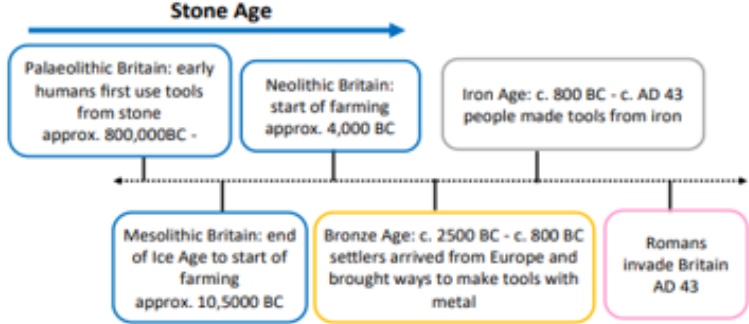 Stone Age
Palaeolithic Britain: early
humans first use tools
from stone
approx. 800,000BC -
Neolithic Britain:
start of farming
approx. 4,000 BC
Iron Age: c. 800 BC - c. AD 43
people made tools from iron
Mesolithic Britain: end
of Ice Age to start of
farming
approx. 10,5000 BC
Bronze Age: c. 2500 BC - c. 800 BC
settlers arrived from Europe and
brought ways to make tools with
metal
Romans
invade Britain
AD 43